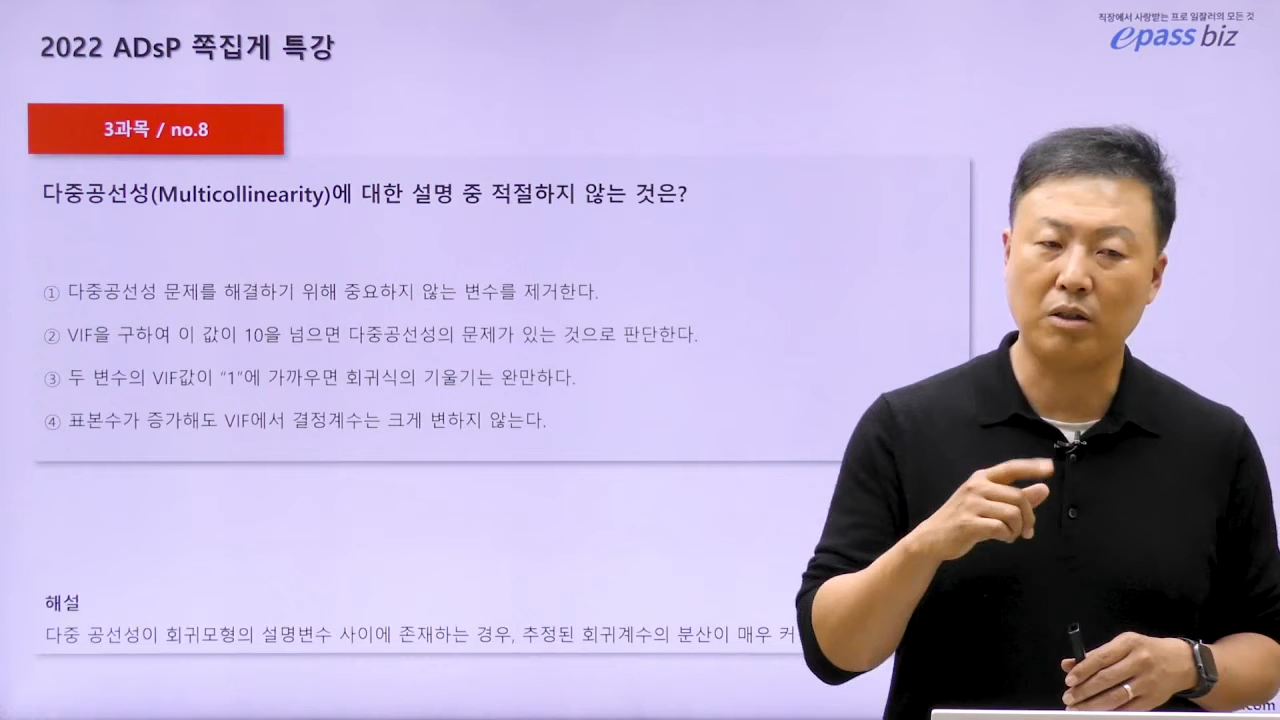 직장에서 사랑받는 프로 일잘러의 모든 것
epass biz
2022 ADsP 쪽집게 특강
3과목 / no.8
다중공선성(Multicollinearity)에 대한 설명 중 적절하지 않는 것은?
① 다중공선성 문제를 해결하기 위해 중요하지 않는 변수를 제거한다.
② VIF을 구하여 이 값이 10을 넘으면 다중공선성의 문제가 있는 것으로 판단한다.
③ 두 변수의 VIF값이 “1”에 가까우면 회귀식의 기울기는 완만하다.
④ 표본수가 증가해도 VIF에서 결정계수는 크게 변하지 않는다.
해설
다중 공선성이 회귀모형의 설명변수 사이에 존재하는 경우, 추정된 회귀계수의 분산이 매우 커
.com